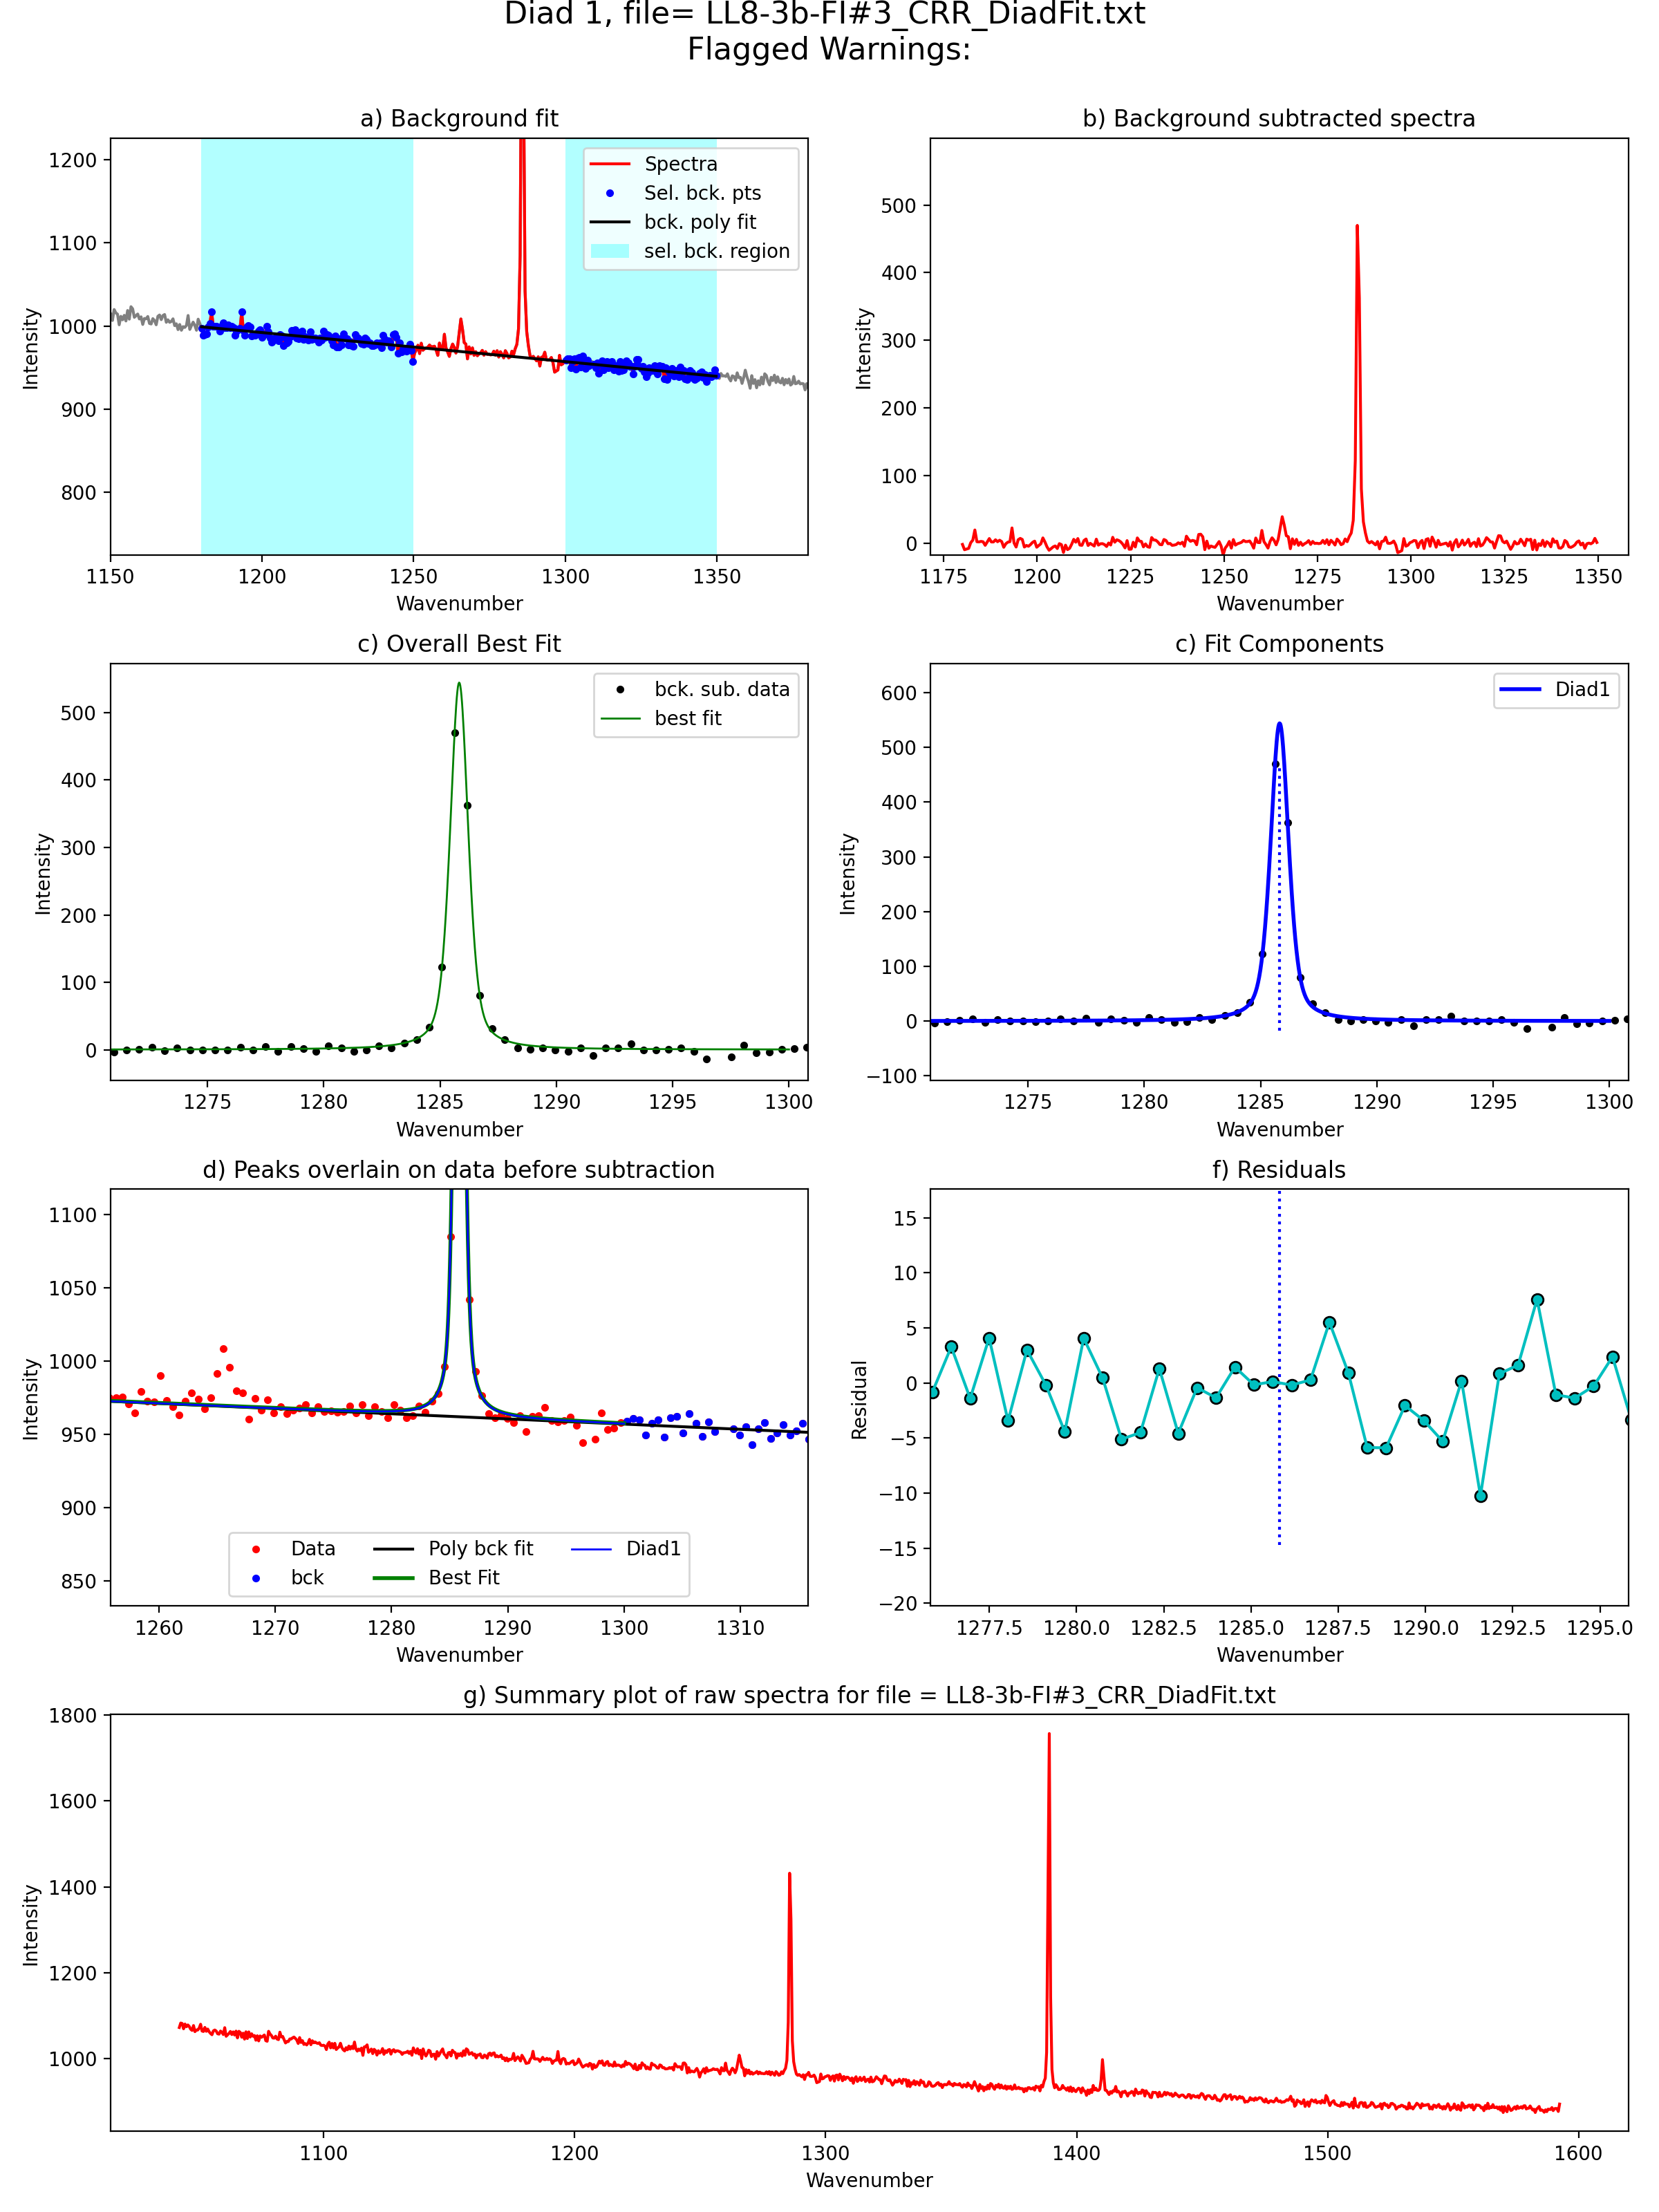 Diad 1, file= LL8-3b-FI#3_CRR_DiadFit.txt
Flagged Warnings:
a) Background fit
1200
1100
1000
900
800
Intensity
Spectra
Sel. bck. pts
bck. poly fit
sel. bck. region
1150 1200 1250 1300 1350
Wavenumber
b) Background subtracted spectra
500
400
300
200
100
0
Intensity
1175 1200 1225 1250 1275 1300 1325 1350
Wavenumber
c) Overall Best Fit
500
400
300
200
100
0
Intensity
bck. sub. data
best fit
1275 1280 1285 1290 1295 1300
Wavenumber
c) Fit Components
600
500
400
300
200
100
0
−100
Intensity
Diad1
1275 1280 1285 1290 1295 1300
Wavenumber
d) Peaks overlain on data before subtraction
1100
1050
1000
950
900
850
Intensity
Data
bck
Poly bck fit
Best Fit
Diad1
1260 1270 1280 1290 1300 1310
Wavenumber
f) Residuals
15
10
5
0
−5
−10
−15
−20
Residual
1277.5 1280.0 1282.5 1285.0 1287.5 1290.0 1292.5 1295.0
Wavenumber
g) Summary plot of raw spectra for file = LL8-3b-FI#3_CRR_DiadFit.txt
1800
1600
1400
1200
1000
Intensity
1100 1200 1300 1400 1500 1600
Wavenumber